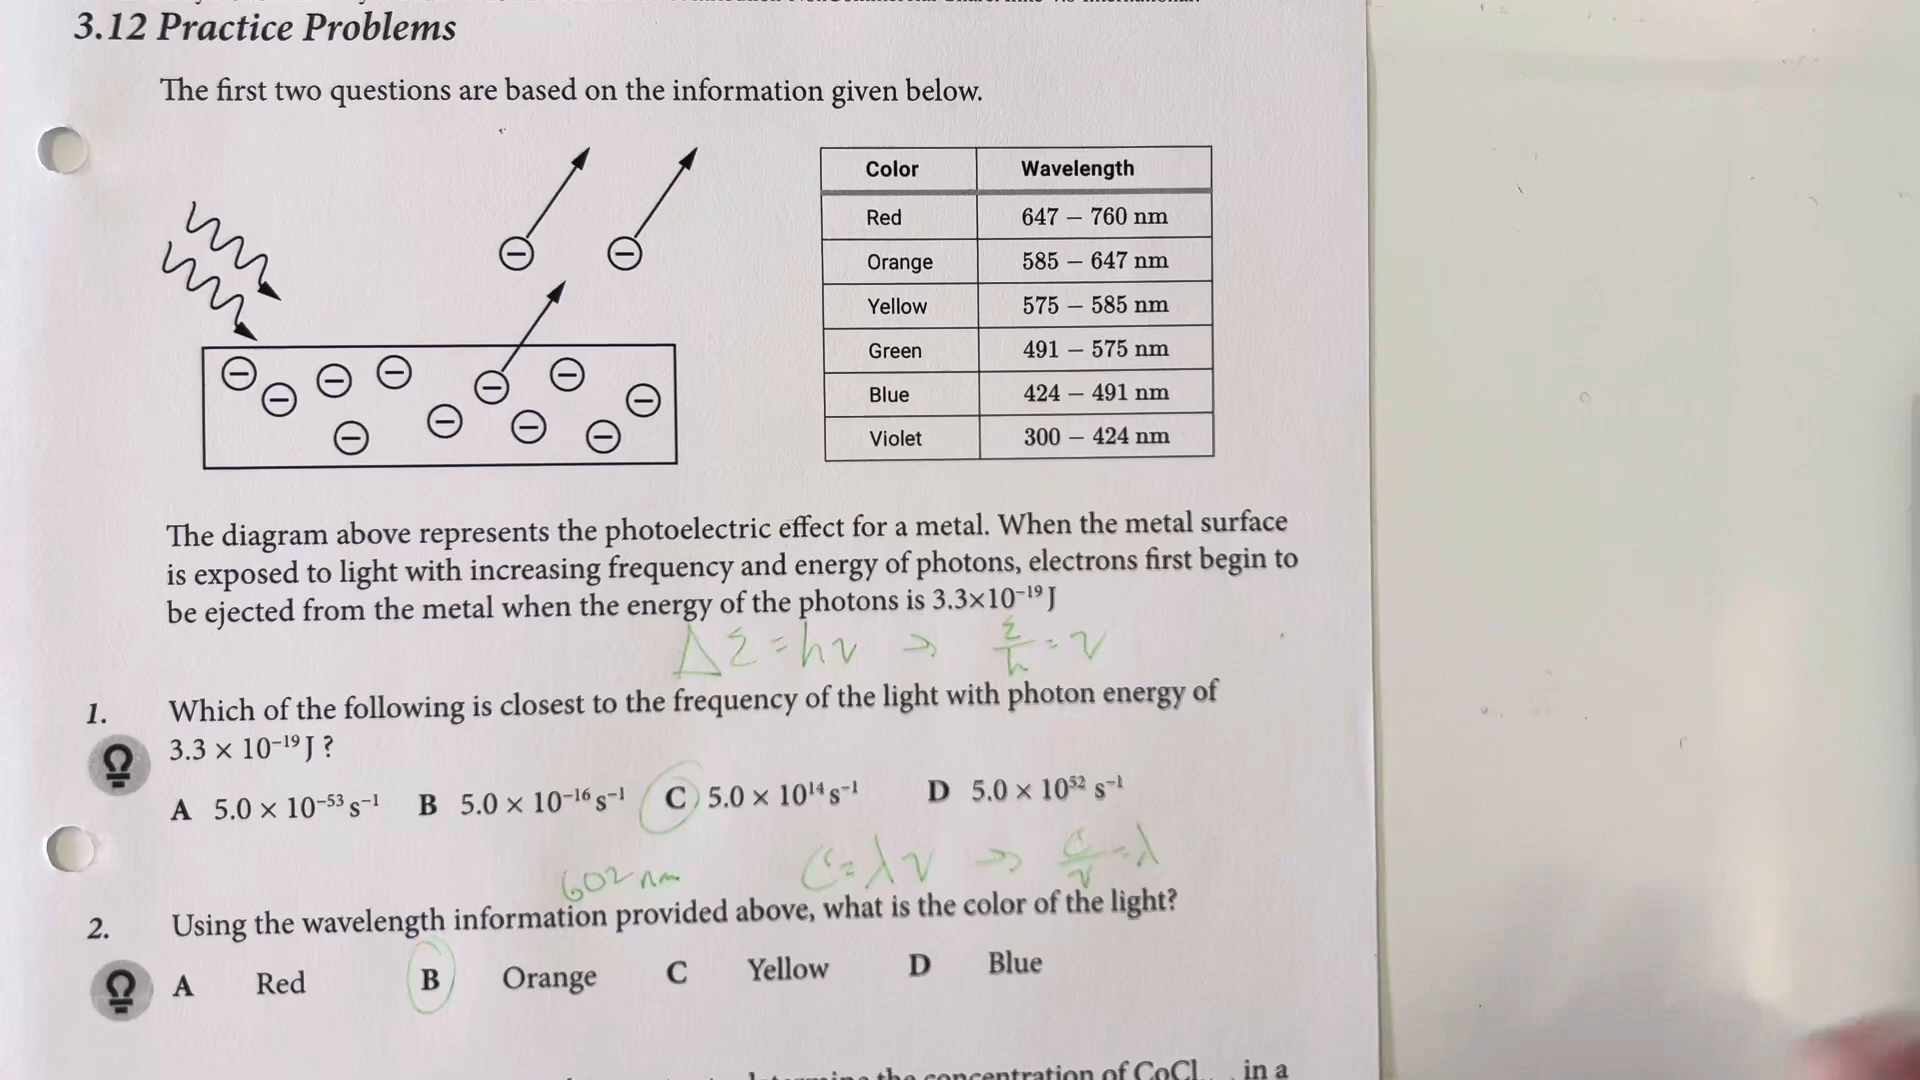 3.12 Practice Problems
The first two questions are based on the information given below.
Color Wavelength
Red 647 – 760 nm
Orange 585 – 647 nm
Yellow 575 – 585 nm
Green 491 – 575 nm
Blue 424 – 491 nm
Violet 300 – 424 nm
The diagram above represents the photoelectric effect for a metal. When the metal surface
is exposed to light with increasing frequency and energy of photons, electrons first begin to
be ejected from the metal when the energy of the photons is 3.3×10⁻¹⁹ J
ΔE = hν → E/h = ν
1. Which of the following is closest to the frequency of the light with photon energy of
3.3 × 10⁻¹⁹ J ?
A 5.0 × 10⁻⁵³ s⁻¹ B 5.0 × 10⁻¹⁶ s⁻¹ C 5.0 × 10¹⁴ s⁻¹ D 5.0 × 10⁵² s⁻¹
602 nm C = λν → C/ν = λ
2. Using the wavelength information provided above, what is the color of the light?
A Red B Orange C Yellow D Blue
the concentration of CoCl in a